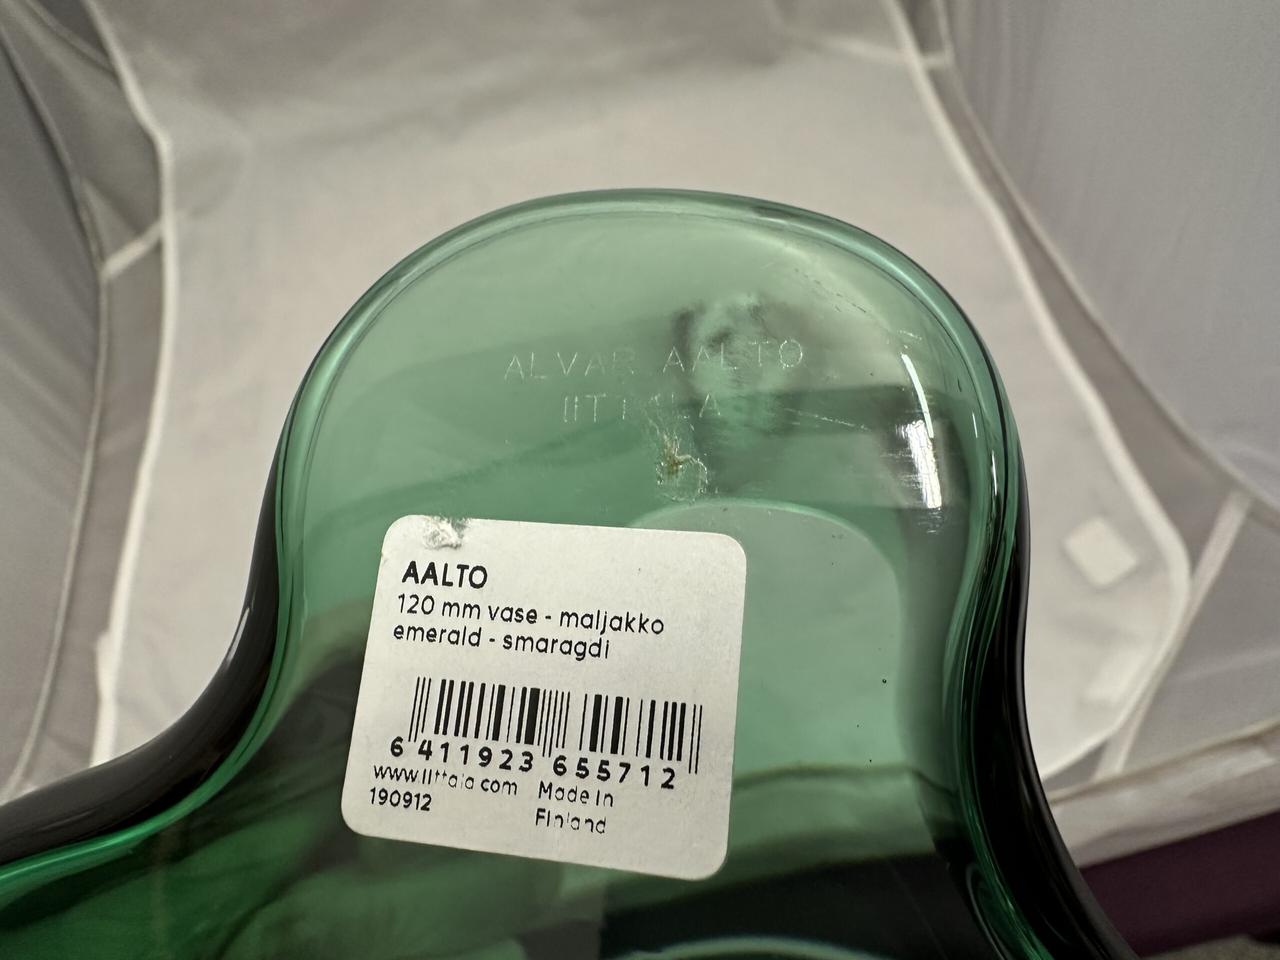 ALVAR AALTO
IITTALA
AALTO
120 mm vase - maljakko
emerald - smaragdi
6 411923 655712
www.iittala.com Made in
190912 Finland